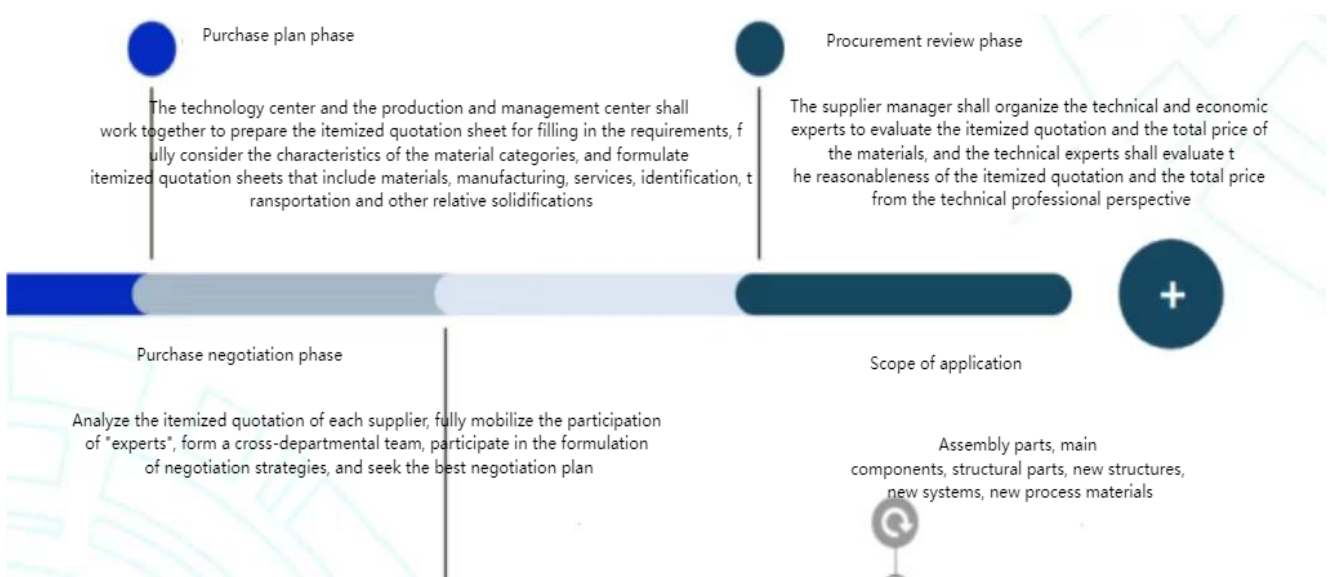 Purchase plan phase
The technology center and the production and management center shall
work together to prepare the itemized quotation sheet for filling in the requirements, f
ully consider the characteristics of the material categories, and formulate
itemized quotation sheets that include materials, manufacturing, services, identification, t
ransportation and other relative solidifications
Procurement review phase
The supplier manager shall organize the technical and economic
experts to evaluate the itemized quotation and the total price of
the materials, and the technical experts shall evaluate t
he reasonableness of the itemized quotation and the total price
from the technical professional perspective
+
Purchase negotiation phase
Analyze the itemized quotation of each supplier, fully mobilize the participation
of "experts", form a cross-departmental team, participate in the formulation
of negotiation strategies, and seek the best negotiation plan
Scope of application
Assembly parts, main
components, structural parts, new structures,
new systems, new process materials